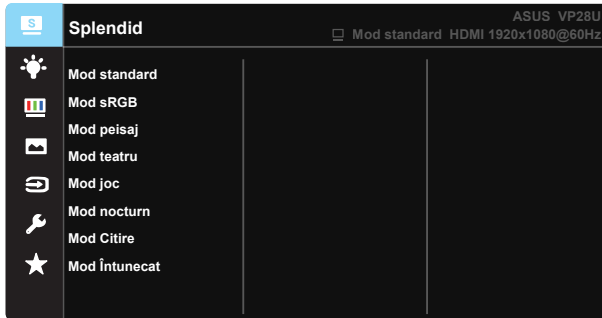 S
Splendid
ASUS VP28U
Mod standard HDMI 1920x1080@60Hz
Mod standard
Mod sRGB
Mod peisaj
Mod teatru
Mod joc
Mod nocturn
Mod Citire
Mod Întunecat